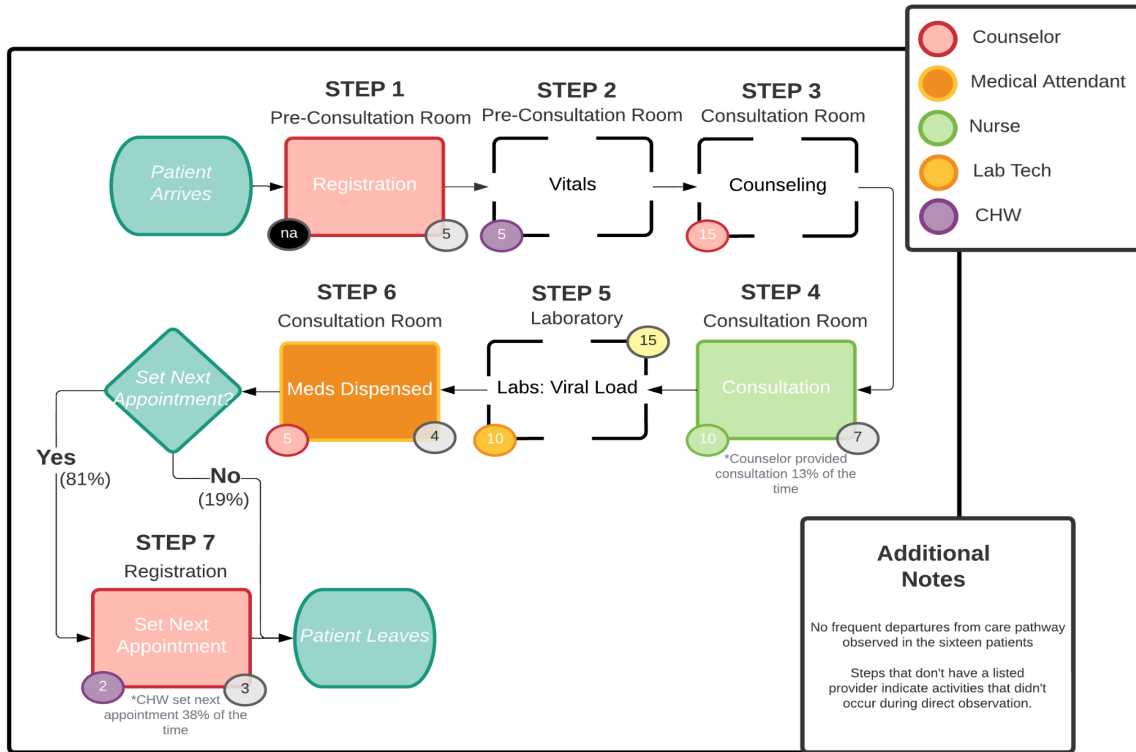 Counselor
Medical Attendant
Nurse
Lab Tech
CHW
STEP 1
Pre-Consultation Room
STEP 2
Pre-Consultation Room
STEP 3
Consultation Room
Patient
Arrives
Registration
na
5
Vitals
5
Counseling
15
STEP 6
Consultation Room
STEP 5
Laboratory
STEP 4
Consultation Room
Set Next
Appointment?
Meds Dispensed
5
4
15
Labs: Viral Load
10
Consultation
10
7
*Counselor provided
consultation 13% of the
time
Yes
(81%)
No
(19%)
STEP 7
Registration
Set Next
Appointment
2
3
*CHW set next
appointment 38% of the
time
Patient Leaves
Additional
Notes
No frequent departures from care pathway
observed in the sixteen patients
Steps that don't have a listed
provider indicate activities that didn't
occur during direct observation.